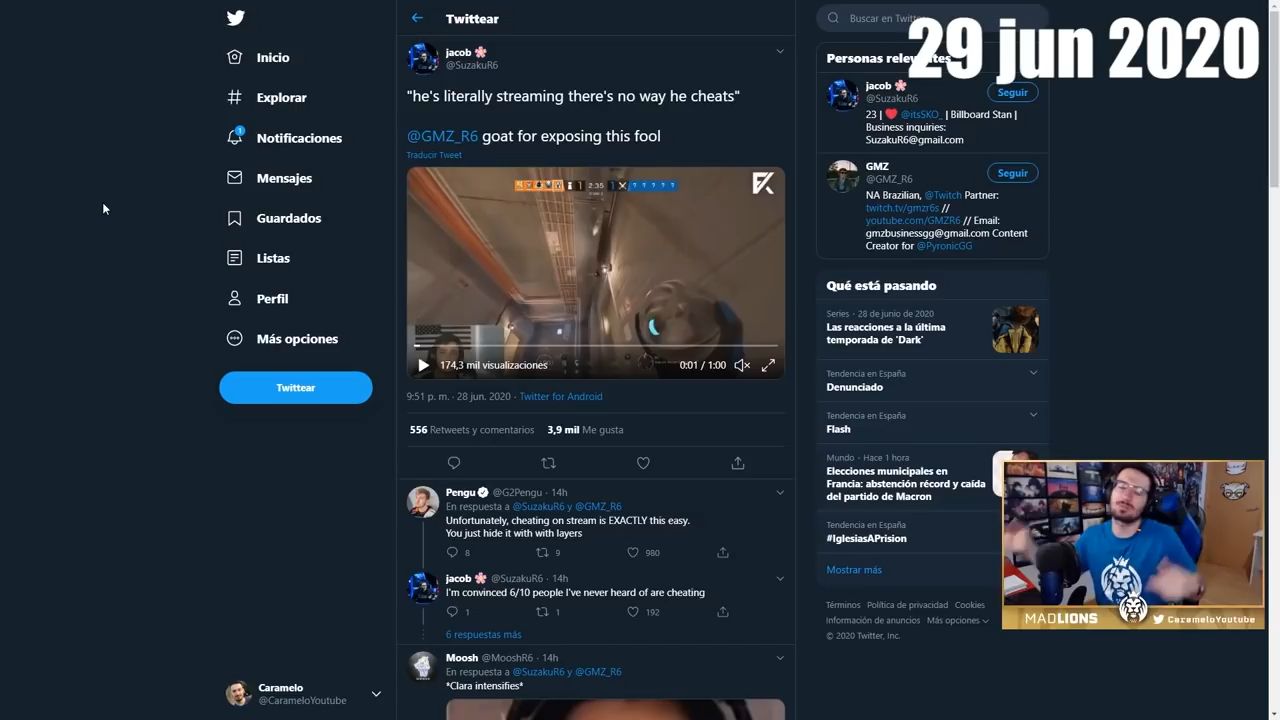 29 jun 2020
Inicio
Explorar
1
Notificaciones
Mensajes
Guardados
Listas
Perfil
Más opciones
Twittear
Caramelo
@CarameloYoutube
Twittear
jacob
@SuzakuR6
"he's literally streaming there's no way he cheats"
@GMZ_R6 goat for exposing this fool
Traducir Tweet
1 2:35 1 ? ? ? ? ?
174,3 mil visualizaciones
0:01 / 1:00
9:51 p. m. · 28 jun. 2020 · Twitter for Android
556 Retweets y comentarios 3,9 mil Me gusta
Pengu @G2Pengu · 14h
En respuesta a @SuzakuR6 y @GMZ_R6
Unfortunately, cheating on stream is EXACTLY this easy.
You just hide it with with layers
8 9 980
jacob @SuzakuR6 · 14h
I'm convinced 6/10 people I've never heard of are cheating
1 1 192
6 respuestas más
Moosh @MooshR6 · 14h
En respuesta a @SuzakuR6 y @GMZ_R6
*Clara intensifies*
Buscar en Twitter
Personas relevantes
jacob
@SuzakuR6
Seguir
23 | @itsSKO_ | Billboard Stan |
Business inquiries:
SuzakuR6@gmail.com
GMZ
@GMZ_R6
Seguir
NA Brazilian, @Twitch Partner:
twitch.tv/gmzr6s //
youtube.com/GMZR6 // Email:
gmzbusinessgg@gmail.com Content
Creator for @PyronicGG
Qué está pasando
Series · 28 de junio de 2020
Las reacciones a la última
temporada de 'Dark'
Tendencia en España
Denunciado
Tendencia en España
Flash
Mundo · Hace 1 hora
Elecciones municipales en
Francia: abstención récord y caída
del partido de Macron
Tendencia en España
#IglesiasAPrision
Mostrar más
Términos Política de privacidad Cookies
Información de anuncios Más opciones
© 2020 Twitter, Inc.
MADLIONS
CarameloYoutube